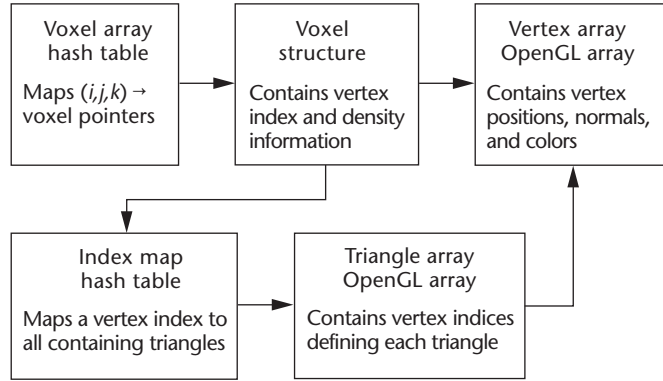 Voxel array
hash table
Maps (i,j,k) →
voxel pointers
Voxel
structure
Contains vertex
index and density
information
Vertex array
OpenGL array
Contains vertex
positions, normals,
and colors
Index map
hash table
Maps a vertex index to
all containing triangles
Triangle array
OpenGL array
Contains vertex indices
defining each triangle